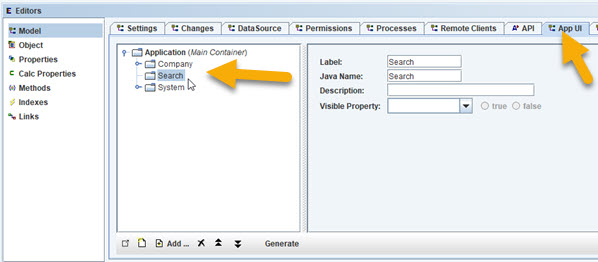 Editors
Model
Object
Properties
Calc Properties
Methods
Indexes
Links
Settings Changes DataSource Permissions Processes Remote Clients API App UI
Application (Main Container)
Company
Search
System
Label: Search
Java Name: Search
Description:
Visible Property: true false
Add ... Generate